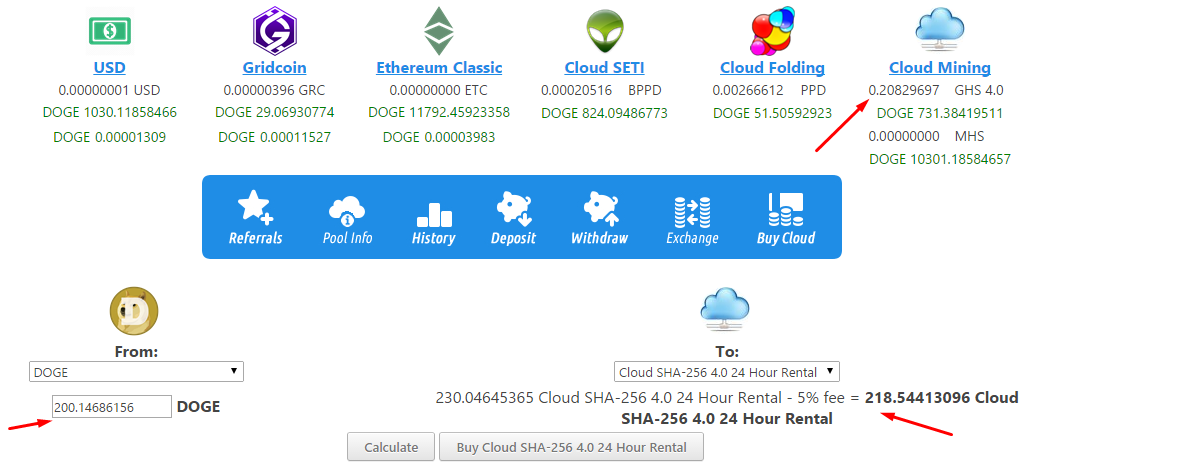 USD Gridcoin Ethereum Classic Cloud SETI Cloud Folding Cloud Mining
0.00000001 USD 0.00000396 GRC 0.00000000 ETC 0.00020516 BPPD 0.00266612 PPD 0.20829697 GHS 4.0
DOGE 1030.11858466 DOGE 29.06930774 DOGE 11792.45923358 DOGE 824.09486773 DOGE 51.50592923 DOGE 731.38419511
DOGE 0.00001309 DOGE 0.00011527 DOGE 0.00003983 0.00000000 MHS
DOGE 10301.18584657
Referrals Pool Info History Deposit Withdraw Exchange Buy Cloud
From: To:
DOGE Cloud SHA-256 4.0 24 Hour Rental
200.14686156 DOGE 230.04645365 Cloud SHA-256 4.0 24 Hour Rental - 5% fee = 218.54413096 Cloud
SHA-256 4.0 24 Hour Rental
Calculate Buy Cloud SHA-256 4.0 24 Hour Rental